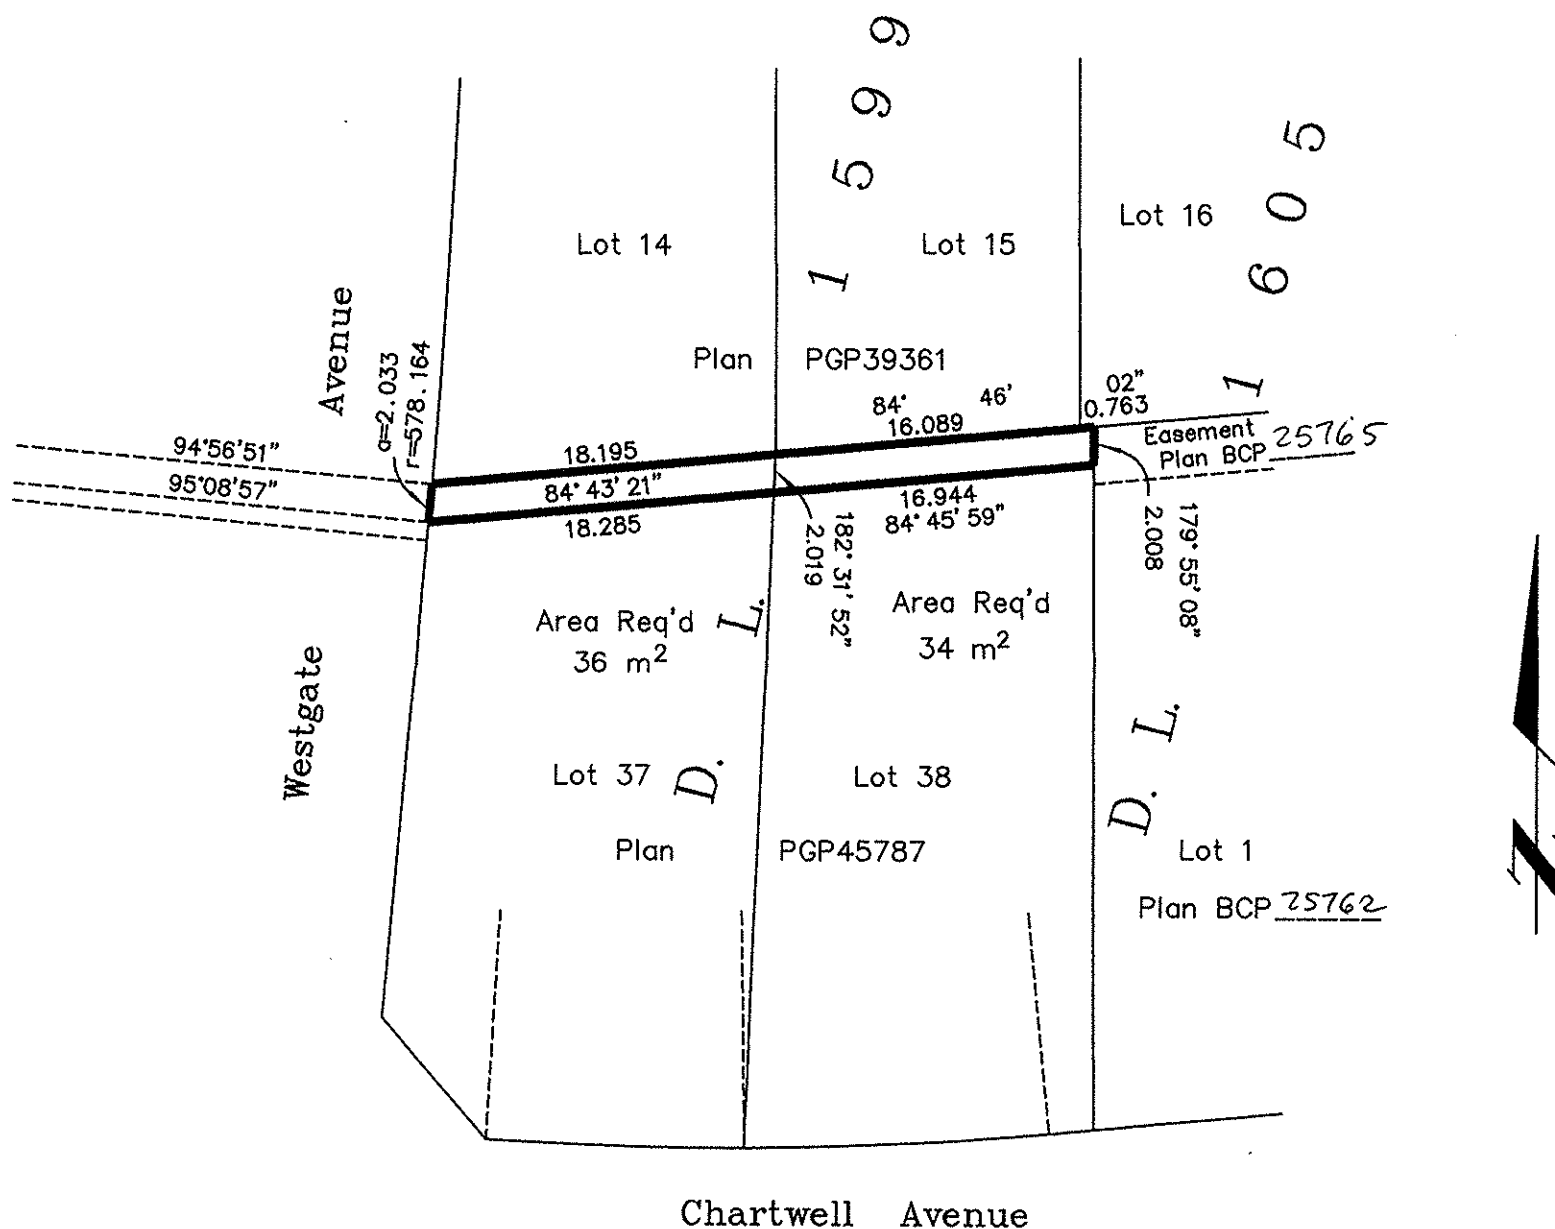 1 5 9 9
1 6 0 5
Lot 14
Lot 15
Lot 16
Avenue
a=2.033
r=578.164
Plan PGP39361
84° 46' 02"
16.089
0.763
Easement
Plan BCP 25765
94°56'51"
95°08'57"
18.195
84° 43' 21"
18.285
16.944
84° 45' 59"
182° 31' 52"
2.019
179° 55' 08"
2.008
Area Req'd
36 m²
Area Req'd
34 m²
D. L.
D. L.
Westgate
Lot 37
Lot 38
Plan PGP45787
Lot 1
Plan BCP 25762
Chartwell Avenue